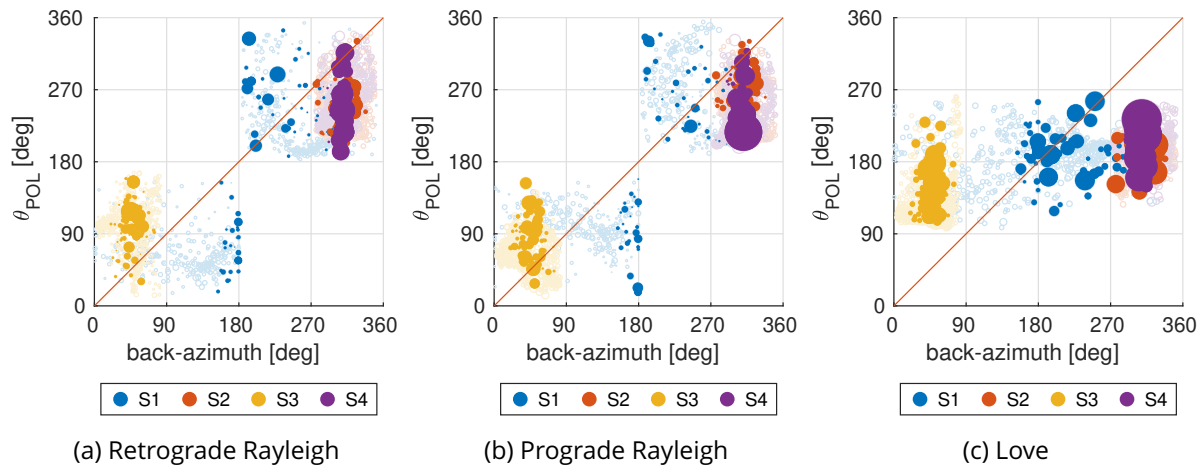 360
270
180
90
0
θPOL [deg]
0 90 180 270 360
back-azimuth [deg]
S1 S2 S3 S4
(a) Retrograde Rayleigh
360
270
180
90
0
θPOL [deg]
0 90 180 270 360
back-azimuth [deg]
S1 S2 S3 S4
(b) Prograde Rayleigh
360
270
180
90
0
θPOL [deg]
0 90 180 270 360
back-azimuth [deg]
S1 S2 S3 S4
(c) Love